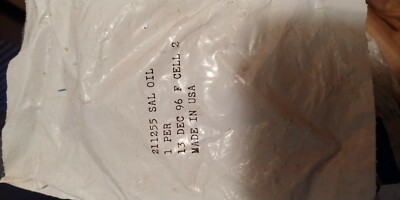 211255 SAL OIL
1 PER
13 DEC 96 F CELL 2
MADE IN USA